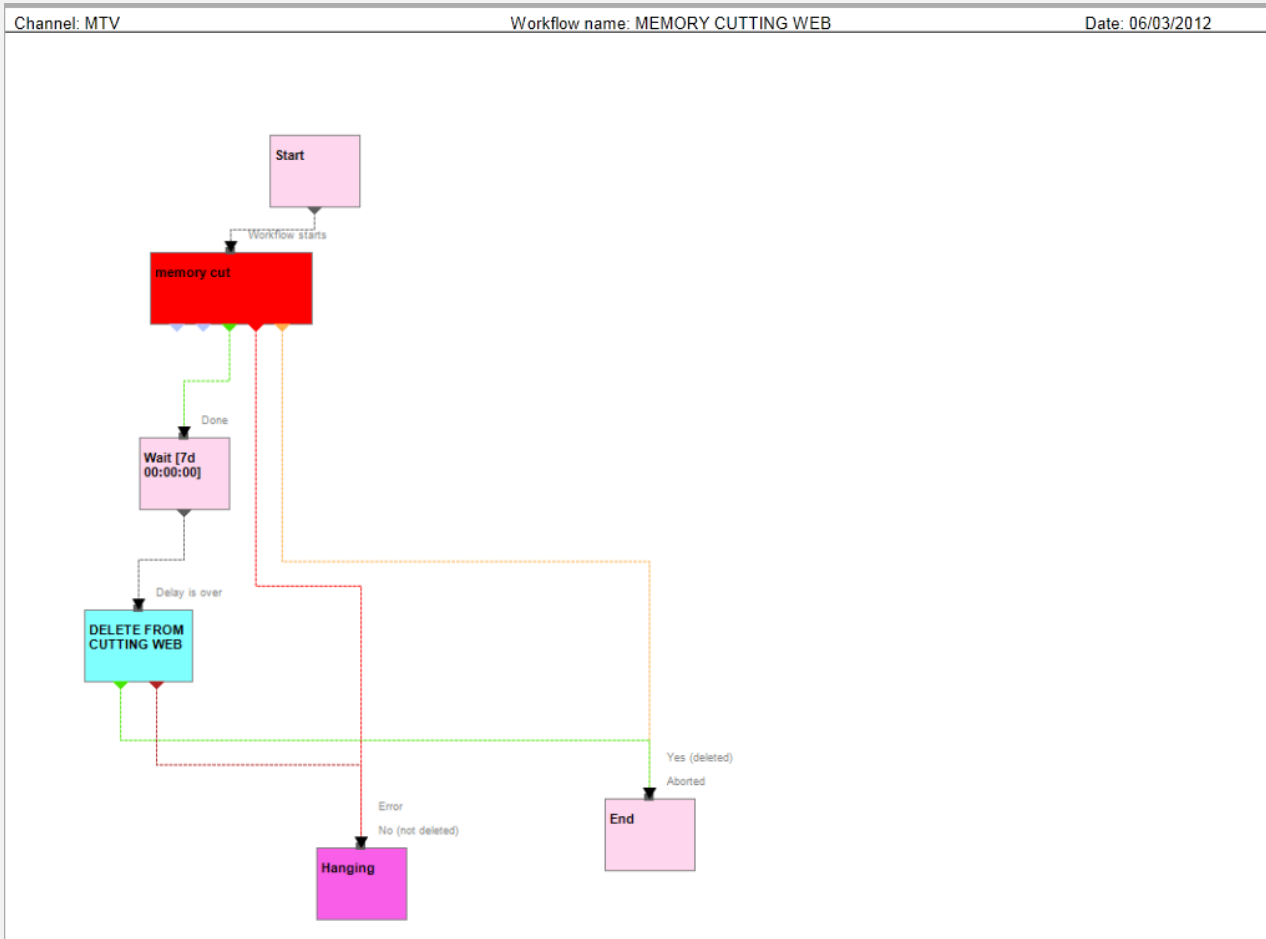 Channel: MTV
Workflow name: MEMORY CUTTING WEB
Date: 06/03/2012
Start
Workflow starts
memory cut
Done
Wait [7d
00:00:00]
Delay is over
DELETE FROM
CUTTING WEB
Yes (deleted)
Aborted
Error
No (not deleted)
End
Hanging